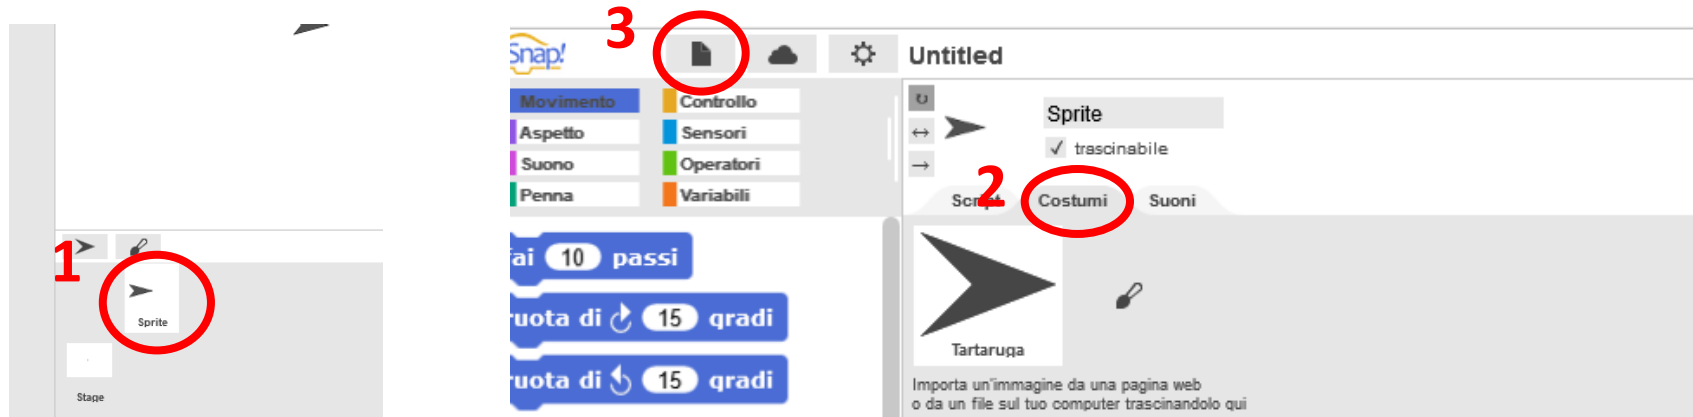 1
Sprite
Stage
3
Snap!
Untitled
Movimento
Controllo
Aspetto
Sensori
Suono
Operatori
Penna
Variabili
Sprite
trascinabile
2
Script
Costumi
Suoni
fai 10 passi
ruota di 15 gradi
ruota di 15 gradi
Tartaruga
Importa un'immagine da una pagina web
o da un file sul tuo computer trascinandolo qui